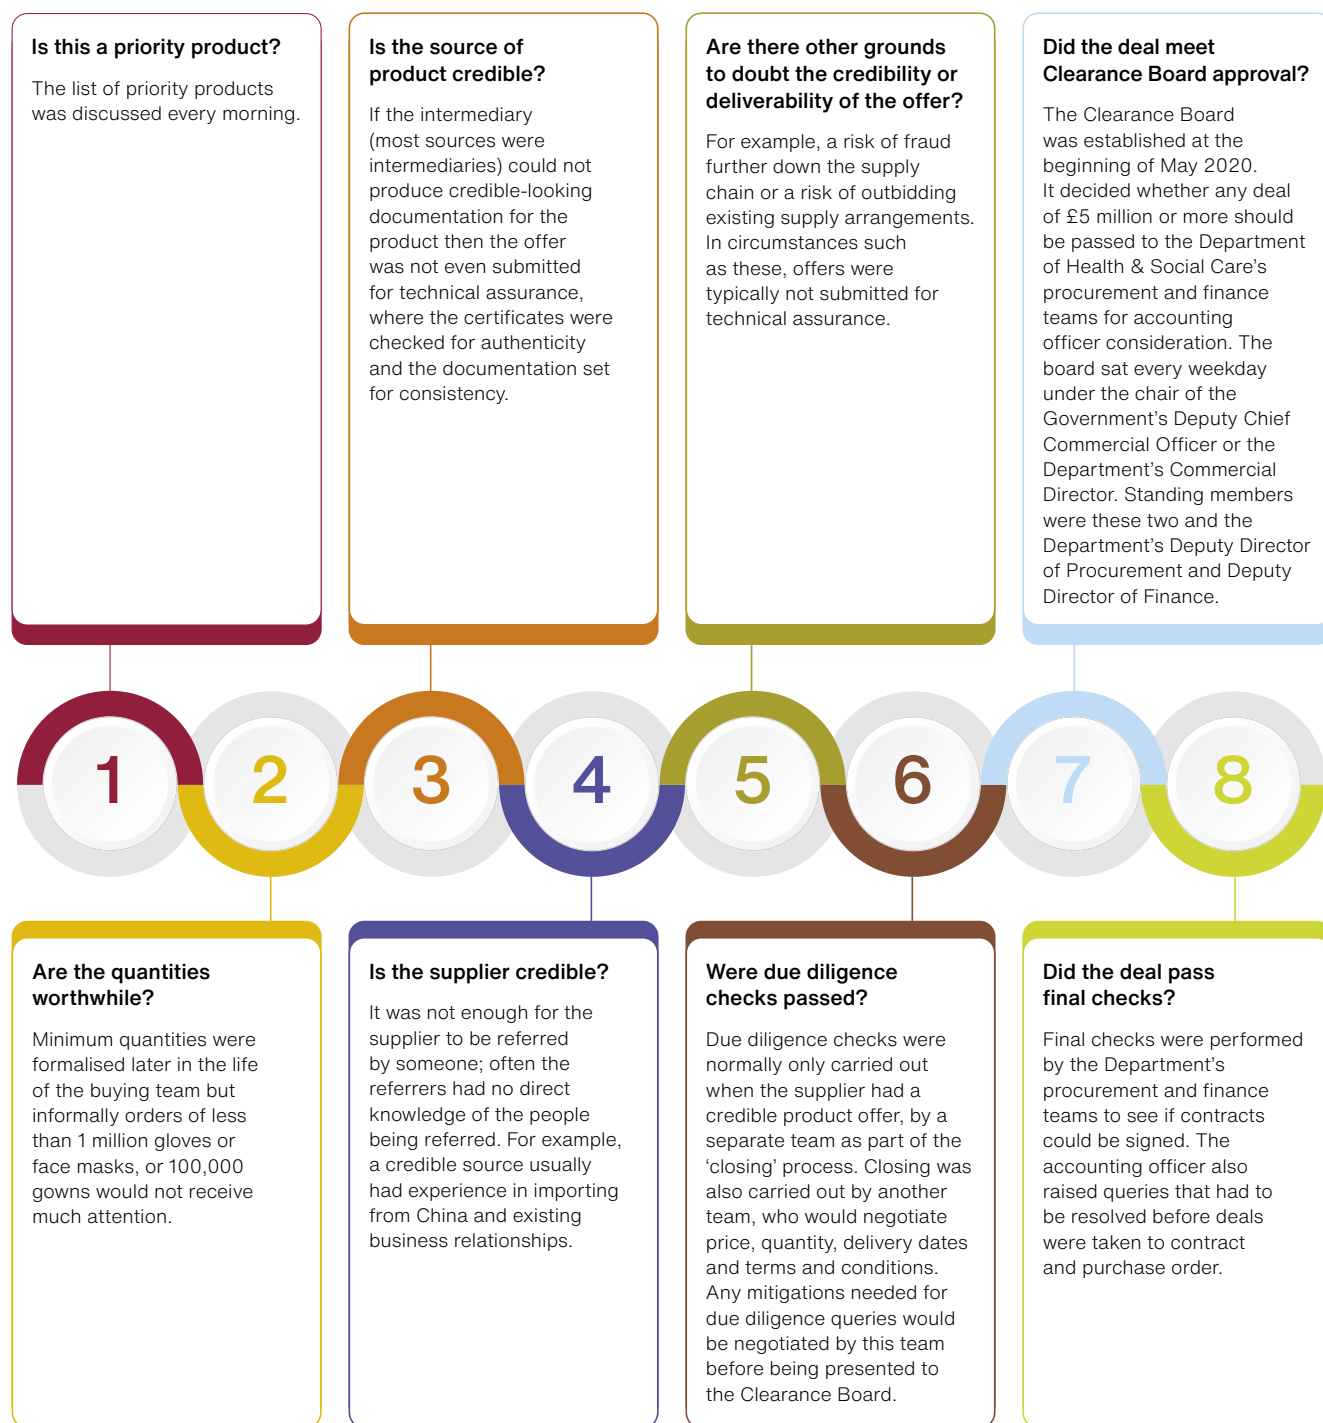 Is this a priority product?
The list of priority products
was discussed every morning.
Is the source of
product credible?
If the intermediary
(most sources were
intermediaries) could not
produce credible-looking
documentation for the
product then the offer
was not even submitted
for technical assurance,
where the certificates were
checked for authenticity
and the documentation set
for consistency.
Are there other grounds
to doubt the credibility or
deliverability of the offer?
For example, a risk of fraud
further down the supply
chain or a risk of outbidding
existing supply arrangements.
In circumstances such
as these, offers were
typically not submitted for
technical assurance.
Did the deal meet
Clearance Board approval?
The Clearance Board
was established at the
beginning of May 2020.
It decided whether any deal
of £5 million or more should
be passed to the Department
of Health & Social Care's
procurement and finance
teams for accounting
officer consideration. The
board sat every weekday
under the chair of the
Government's Deputy Chief
Commercial Officer or the
Department's Commercial
Director. Standing members
were these two and the
Department's Deputy Director
of Procurement and Deputy
Director of Finance.
1 2 3 4 5 6 7 8
Are the quantities
worthwhile?
Minimum quantities were
formalised later in the life
of the buying team but
informally orders of less
than 1 million gloves or
face masks, or 100,000
gowns would not receive
much attention.
Is the supplier credible?
It was not enough for the
supplier to be referred
by someone; often the
referrers had no direct
knowledge of the people
being referred. For example,
a credible source usually
had experience in importing
from China and existing
business relationships.
Were due diligence
checks passed?
Due diligence checks were
normally only carried out
when the supplier had a
credible product offer, by a
separate team as part of the
‘closing’ process. Closing was
also carried out by another
team, who would negotiate
price, quantity, delivery dates
and terms and conditions.
Any mitigations needed for
due diligence queries would
be negotiated by this team
before being presented to
the Clearance Board.
Did the deal pass
final checks?
Final checks were performed
by the Department's
procurement and finance
teams to see if contracts
could be signed. The
accounting officer also
raised queries that had to
be resolved before deals
were taken to contract
and purchase order.